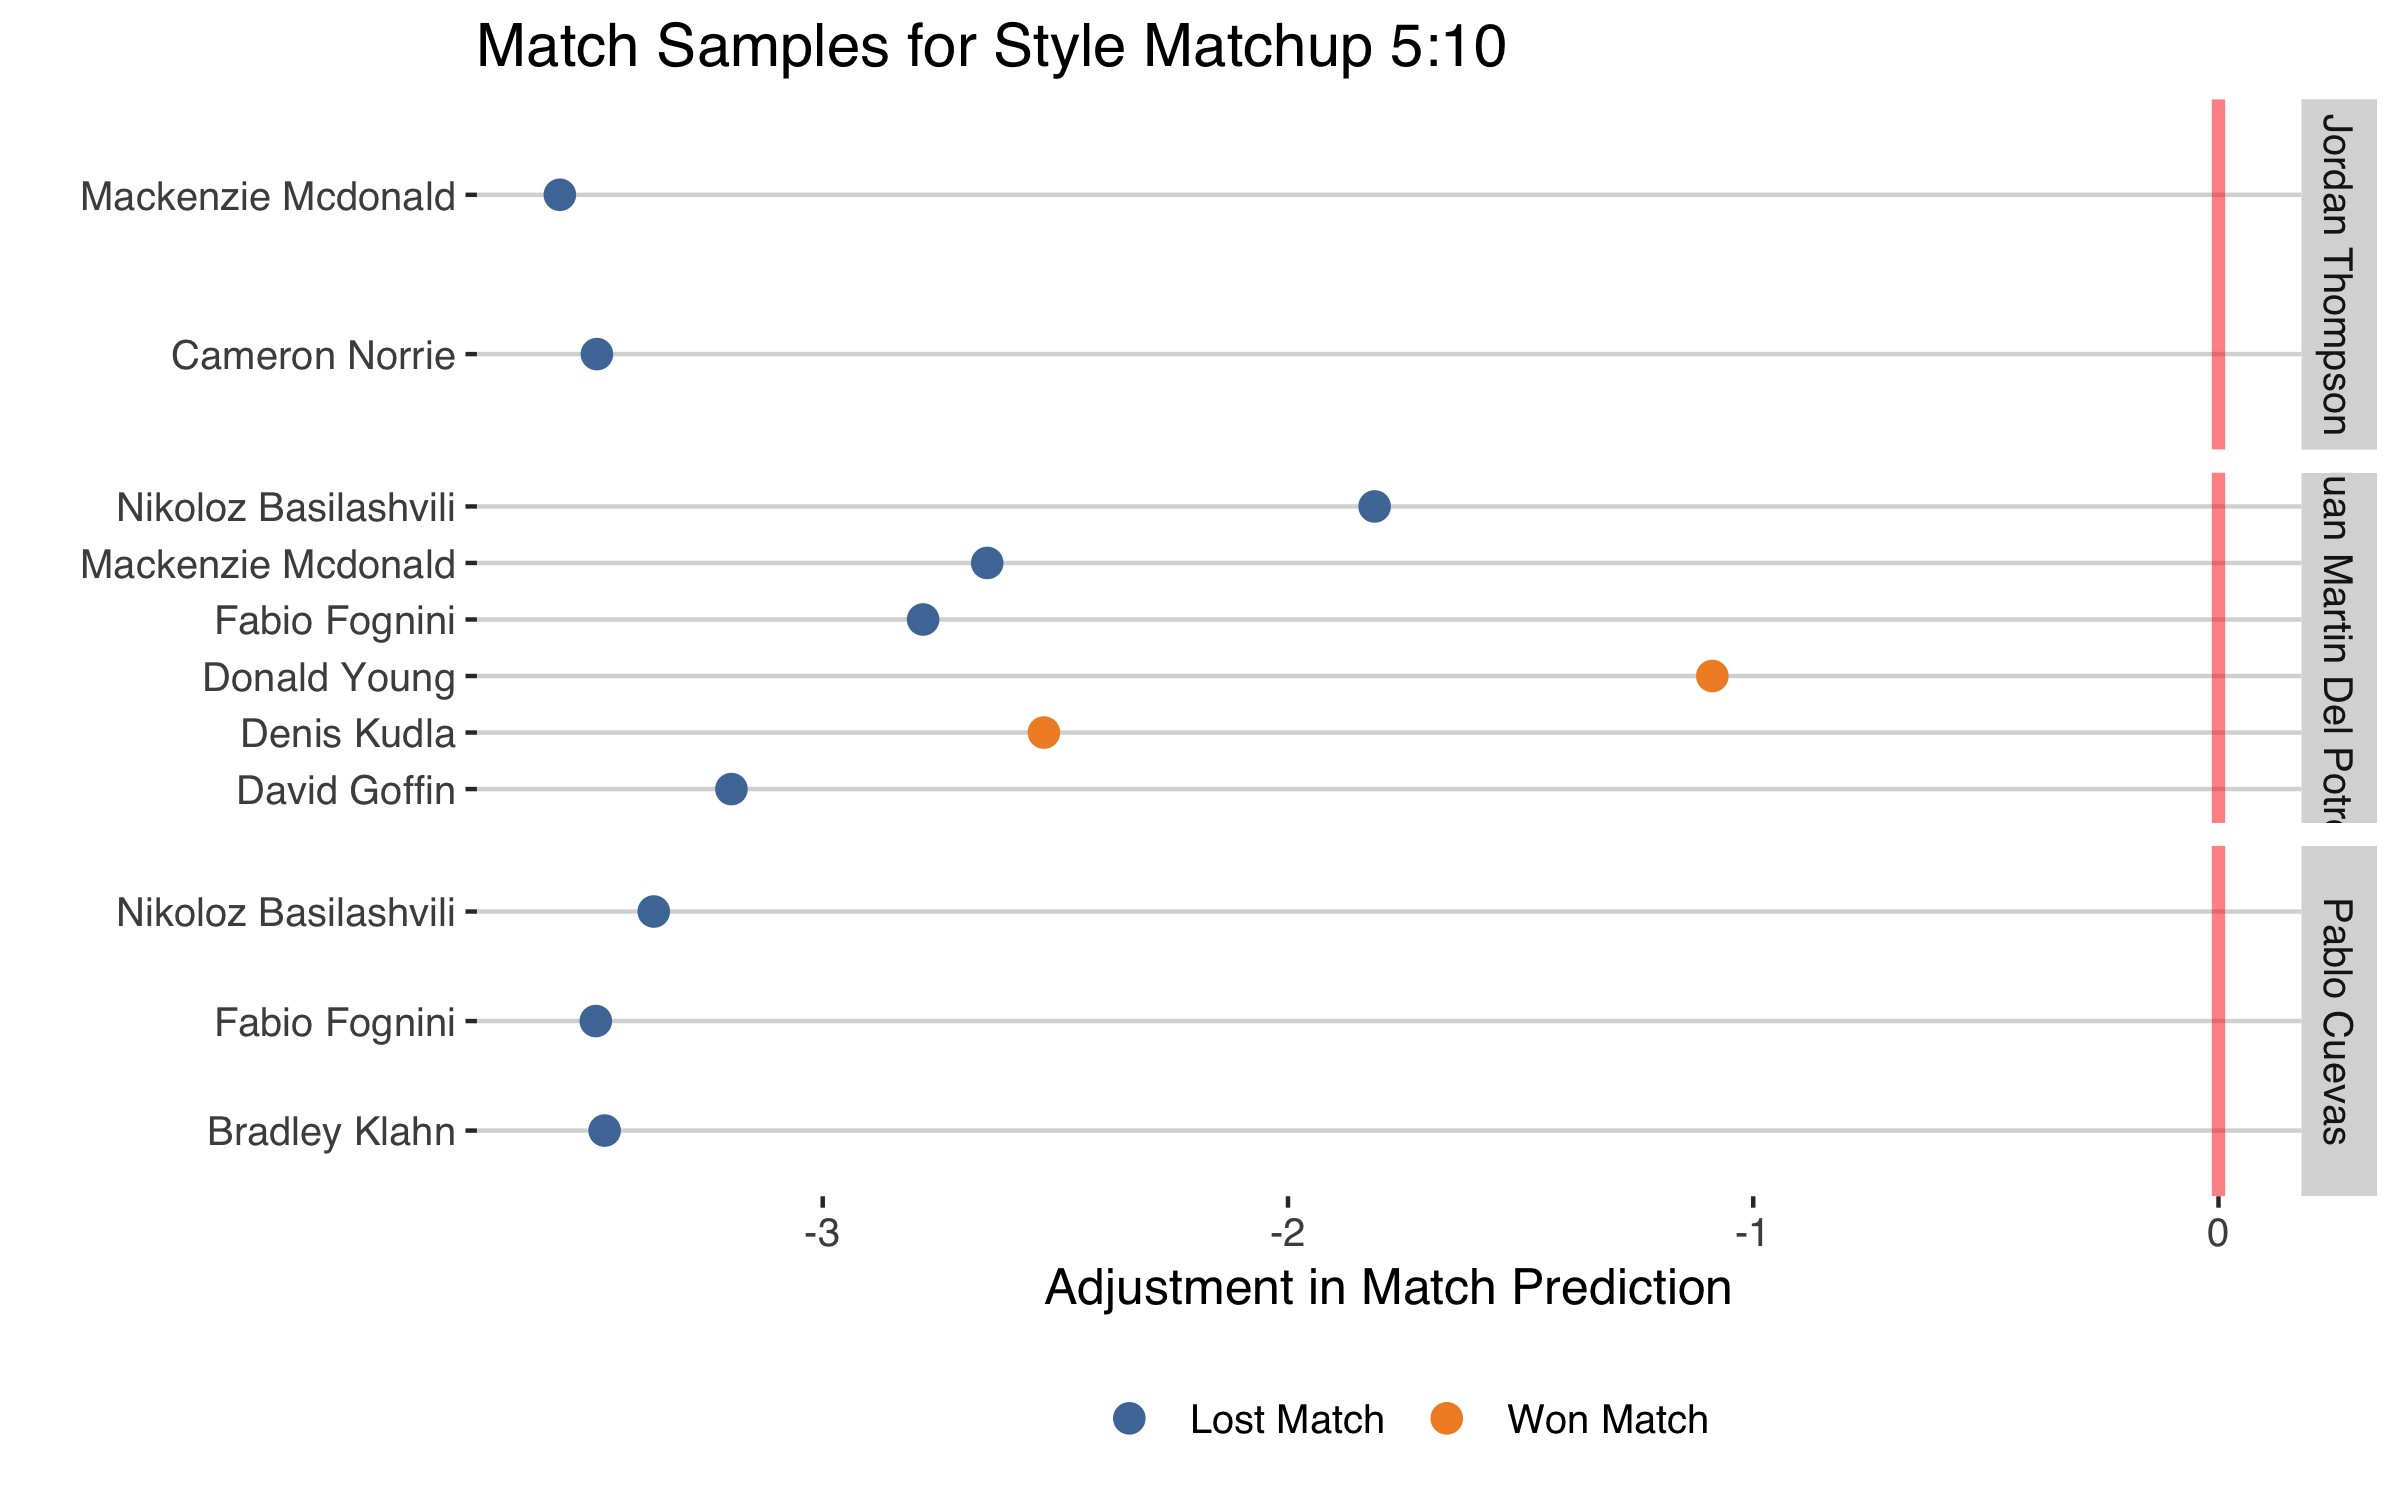 Match Samples for Style Matchup 5:10
Jordan Thompson
Mackenzie Mcdonald
Cameron Norrie
uan Martin Del Potr
Nikoloz Basilashvili
Mackenzie Mcdonald
Fabio Fognini
Donald Young
Denis Kudla
David Goffin
Pablo Cuevas
Nikoloz Basilashvili
Fabio Fognini
Bradley Klahn
-3 -2 -1 0
Adjustment in Match Prediction
Lost Match Won Match